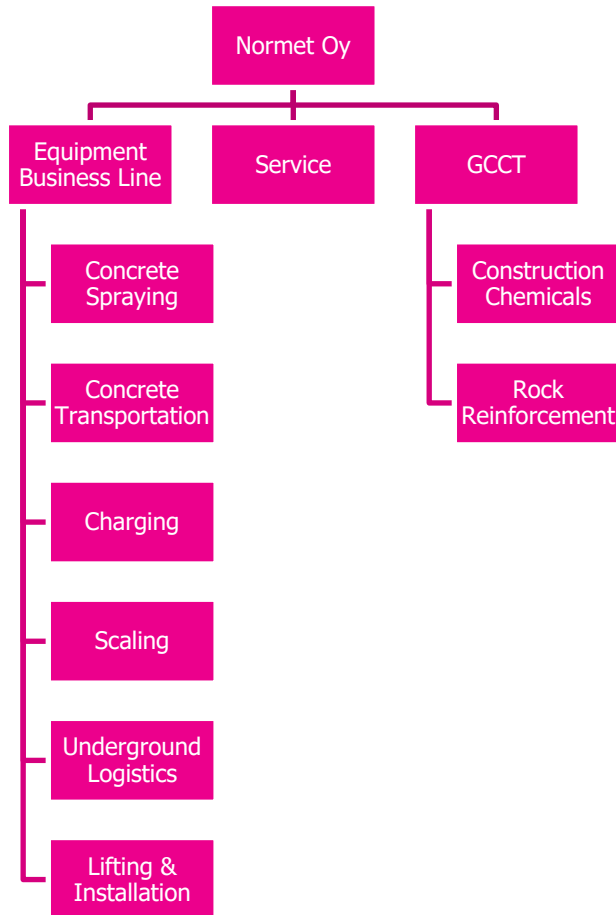 Normet Oy
Equipment
Business Line
Service
GCCT
Concrete
Spraying
Concrete
Transportation
Charging
Scaling
Underground
Logistics
Lifting &
Installation
Construction
Chemicals
Rock
Reinforcement